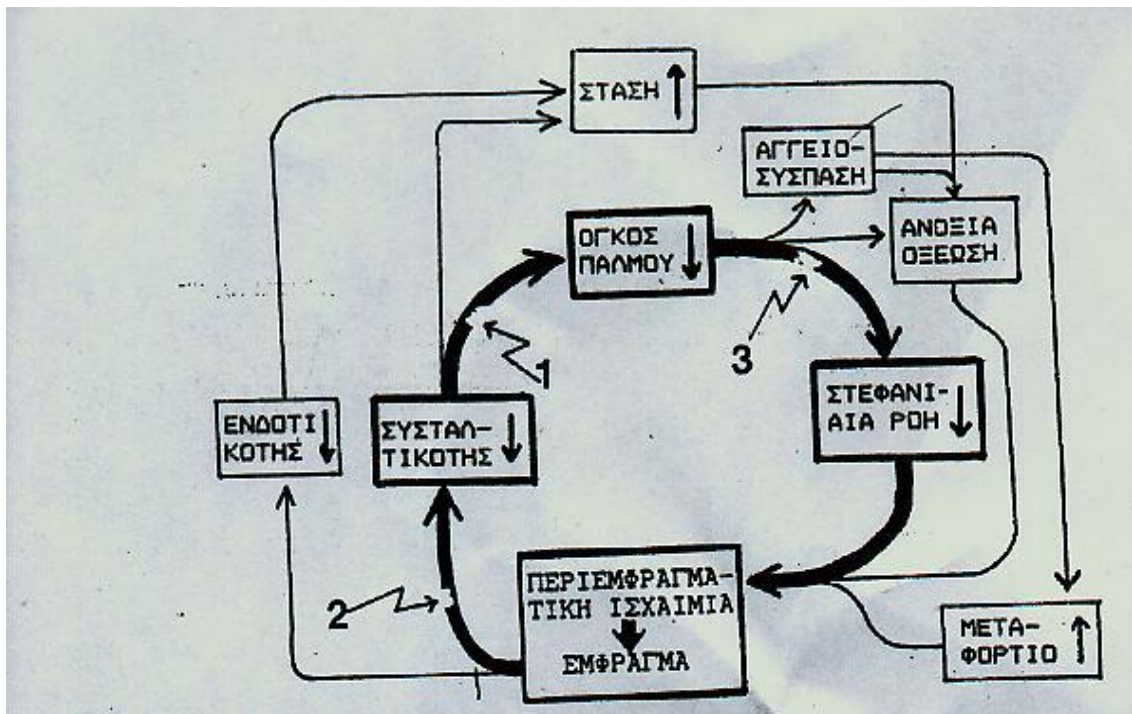 ΣΤΑΣΗ
ΑΓΓΕΙΟ-
ΣΥΣΠΑΣΗ
ΟΓΚΟΣ
ΠΑΛΜΟΥ
ΑΝΟΞΙΑ
ΟΞΕΩΣΗ
1
3
ΣΤΕΦΑΝΙ-
ΑΙΑ ΡΟΗ
ΕΝΔΟΤΙ
ΚΟΤΗΣ
ΣΥΣΤΑΛ-
ΤΙΚΟΤΗΣ
2
ΠΕΡΙΕΜΦΡΑΓΜΑ-
ΤΙΚΗ ΙΣΧΑΙΜΙΑ
ΕΜΦΡΑΓΜΑ
ΜΕΤΑ-
ΦΟΡΤΙΟ